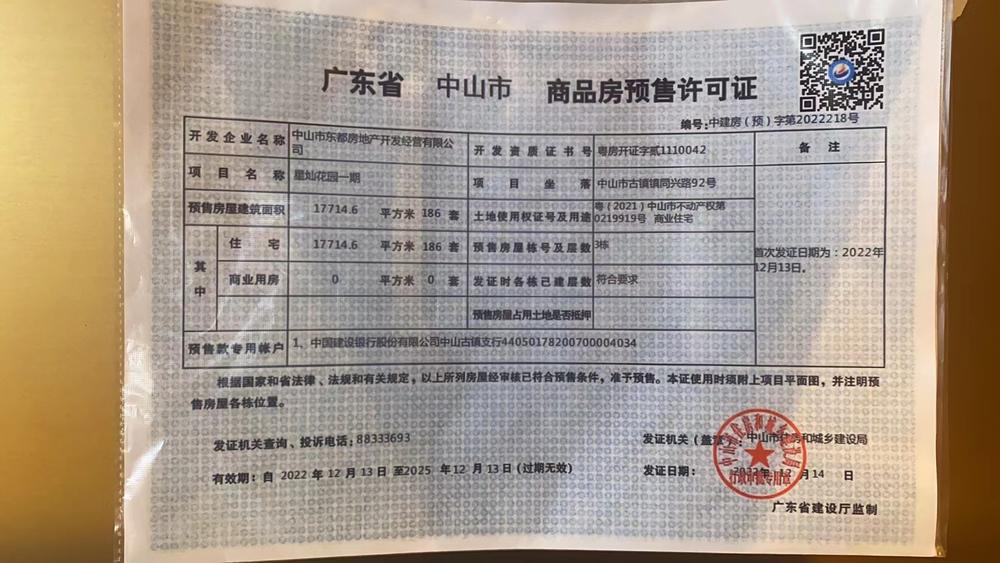 广东省 中山市 商品房预售许可证
编号:中建房（预）字第2022218号
开发企业名称 中山市东都房地产开发经营有限公司 开发资质证书号 粤房开证字贰1110042 备注
项目名称 星灿花园一期 项目坐落 中山市古镇镇同兴路92号
预售房屋建筑面积 17714.6 平方米 186 套 土地使用权证号及用途 粤（2021）中山市不动产权第0219919号 商业住宅
其中 住宅 17714.6 平方米 186 套 预售房屋栋号及层数 3栋
首次发证日期为：2022年12月13日。
商业用房 0 平方米 0 套 发证时各栋已建层数 符合要求
预售房屋占用土地是否抵押
预售款专用帐户 1、中国建设银行股份有限公司中山古镇支行44050178200700004034
根据国家和省法律、法规和有关规定，以上所列房屋经审核已符合预售条件，准予预售。本证使用时须附上项目平面图，并注明预
售房屋各栋位置。
发证机关查询、投诉电话：88333693
发证机关（盖章）：中山市住房和城乡建设局
有效期：自 2022 年 12 月 13 日 至2025 年 12 月 13 日（过期无效）
发证日期： 2022年 12 月 14 日
广东省建设厅监制